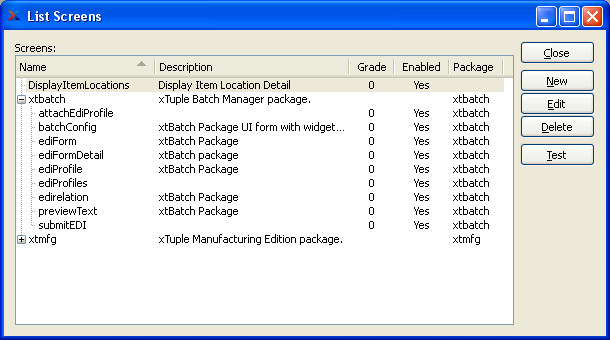 List Screens
Screens:
Name Description Grade Enabled Package
DisplayItemLocations Display Item Location Detail 0 Yes
xtbatch xTuple Batch Manager package. xtbatch
attachEdiProfile 0 Yes xtbatch
batchConfig xtBatch Package UI form with widget... 0 Yes xtbatch
ediForm xtBatch Package 0 Yes xtbatch
ediFormDetail xtBatch package 0 Yes xtbatch
ediProfile xtBatch Package 0 Yes xtbatch
ediProfiles 0 Yes xtbatch
edirelation xtBatch Package 0 Yes xtbatch
previewText xtBatch Package 0 Yes xtbatch
submitEDI 0 Yes xtbatch
xtmfg xTuple Manufacturing Edition package. xtmfg
Close
New
Edit
Delete
Test